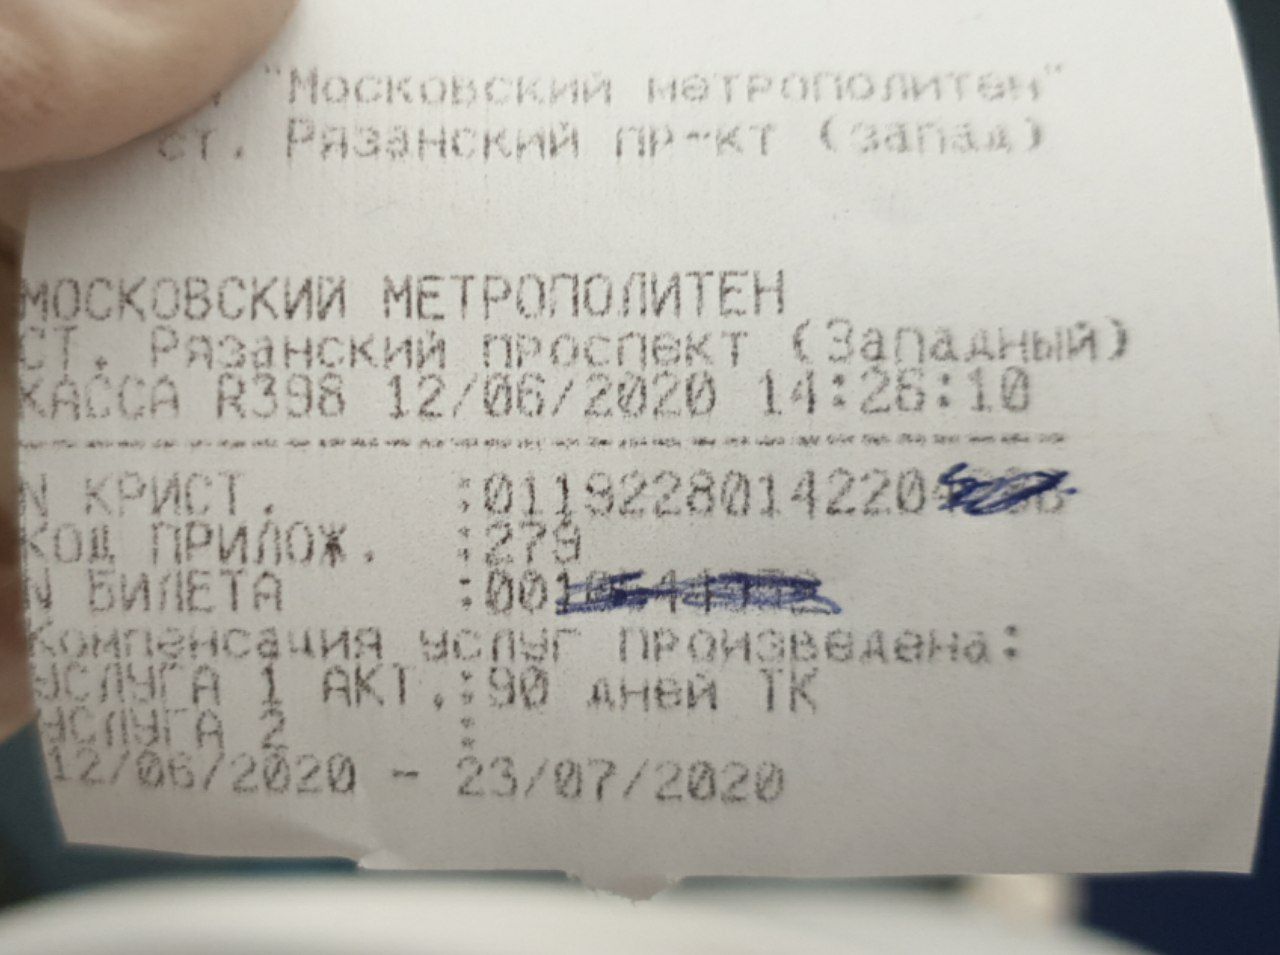 "Московский метрополитен"
ст. Рязанский пр-кт (запад)
МОСКОВСКИЙ МЕТРОПОЛИТЕН
СТ. Рязанский проспект (Западный)
КАССА R398 12/06/2020 14:26:10
N КРИСТ. :01192280142204
КОД ПРИЛОЖ. :279
N БИЛЕТА :001
Компенсация услуг произведена:
УСЛУГА 1 АКТ.:90 дней ТК
УСЛУГА 2 :
12/06/2020 - 23/07/2020